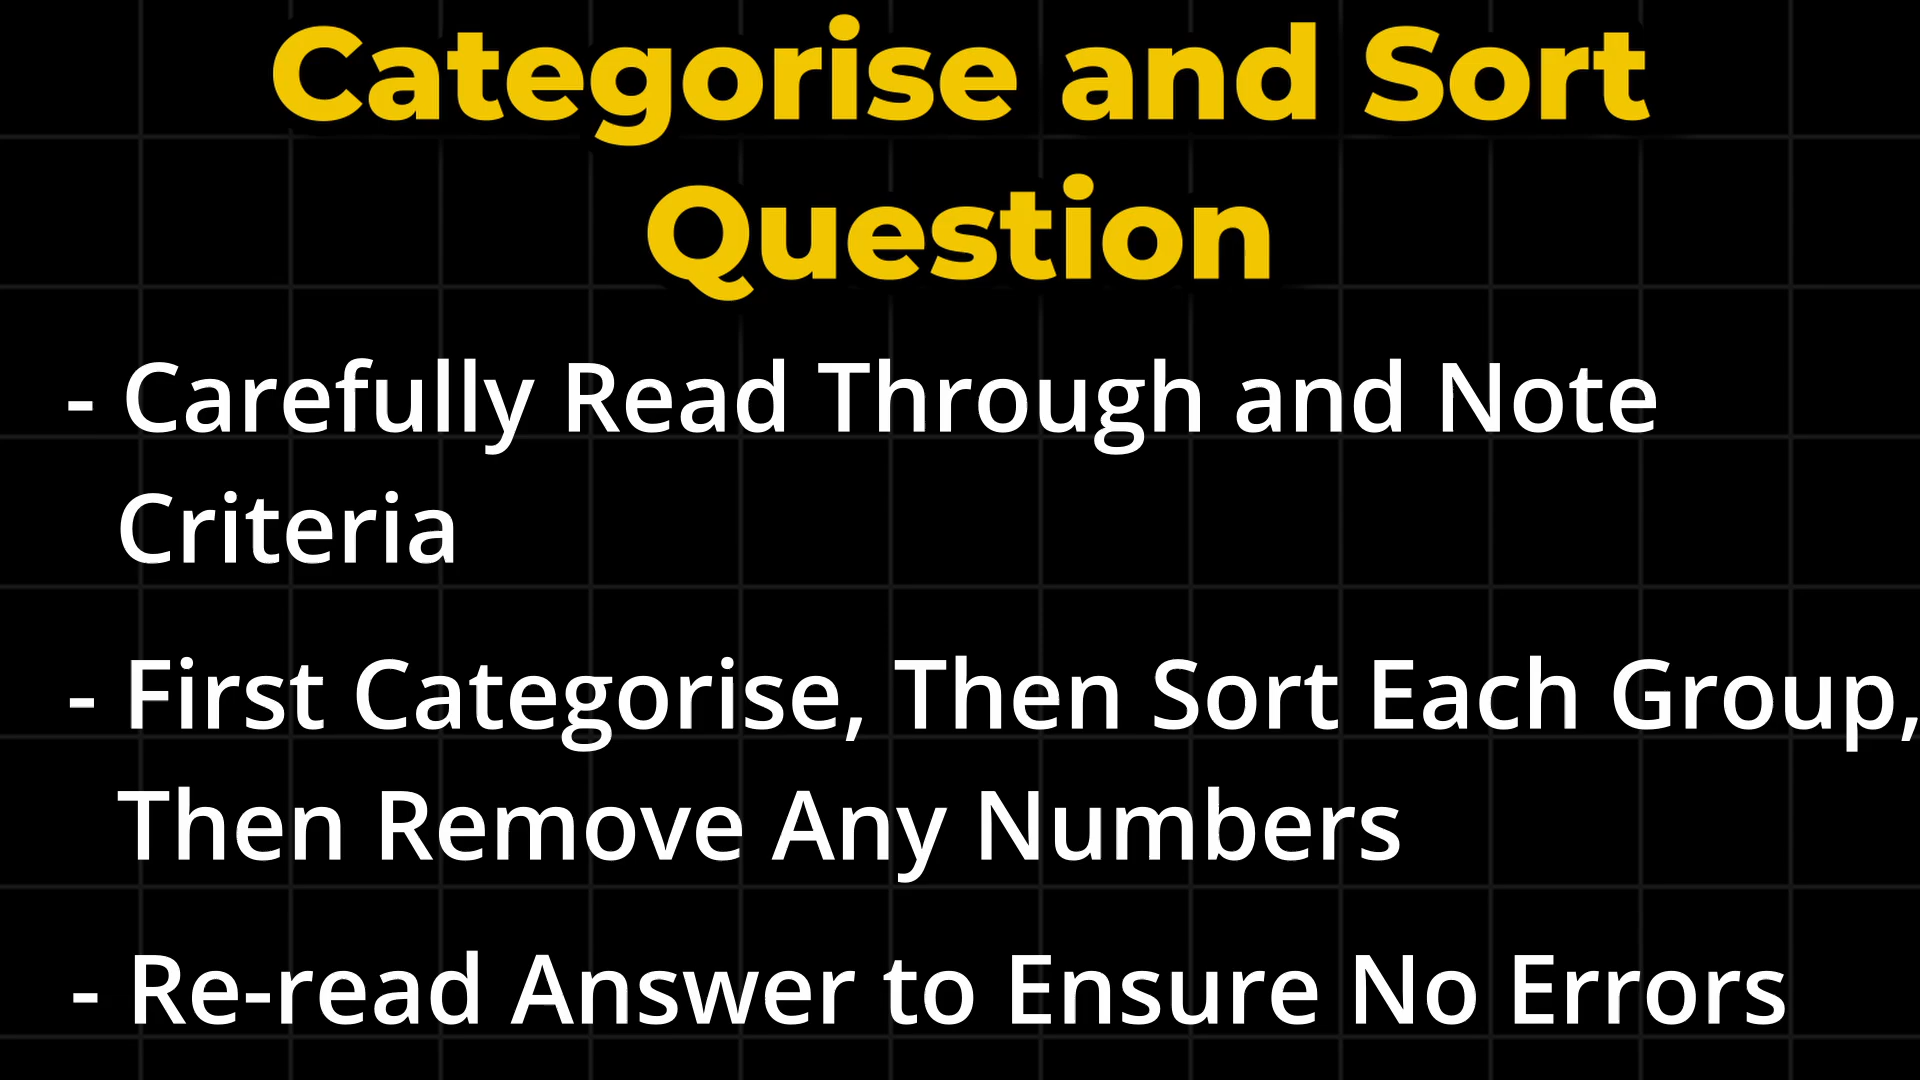 Categorise and Sort
Question
- Carefully Read Through and Note
Criteria
- First Categorise, Then Sort Each Group,
Then Remove Any Numbers
- Re-read Answer to Ensure No Errors